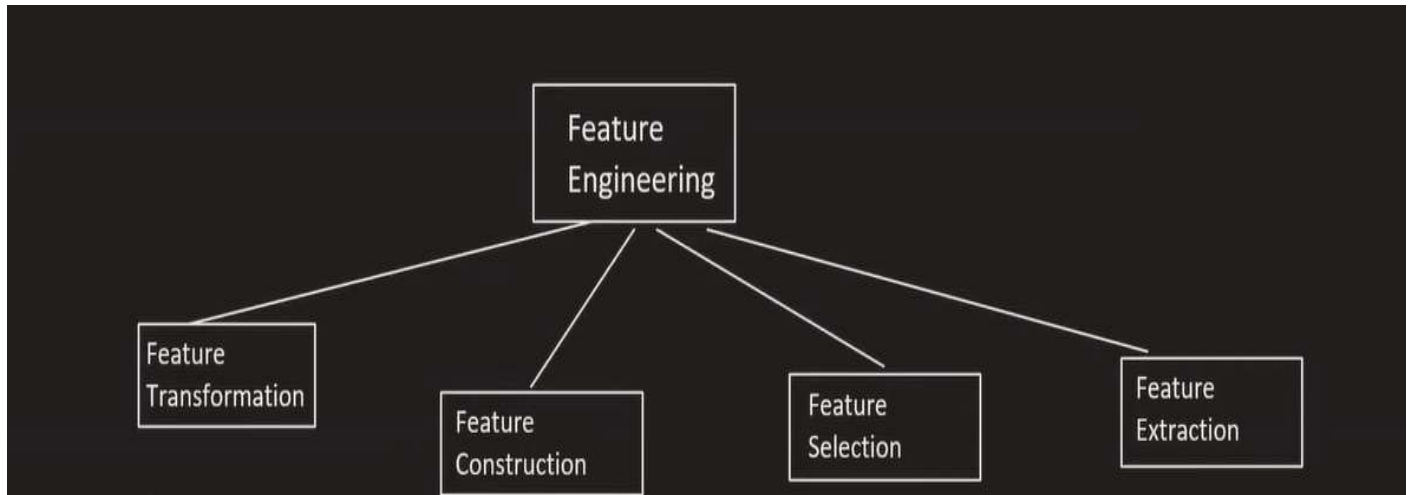 Feature
Engineering
Feature
Transformation
Feature
Construction
Feature
Selection
Feature
Extraction